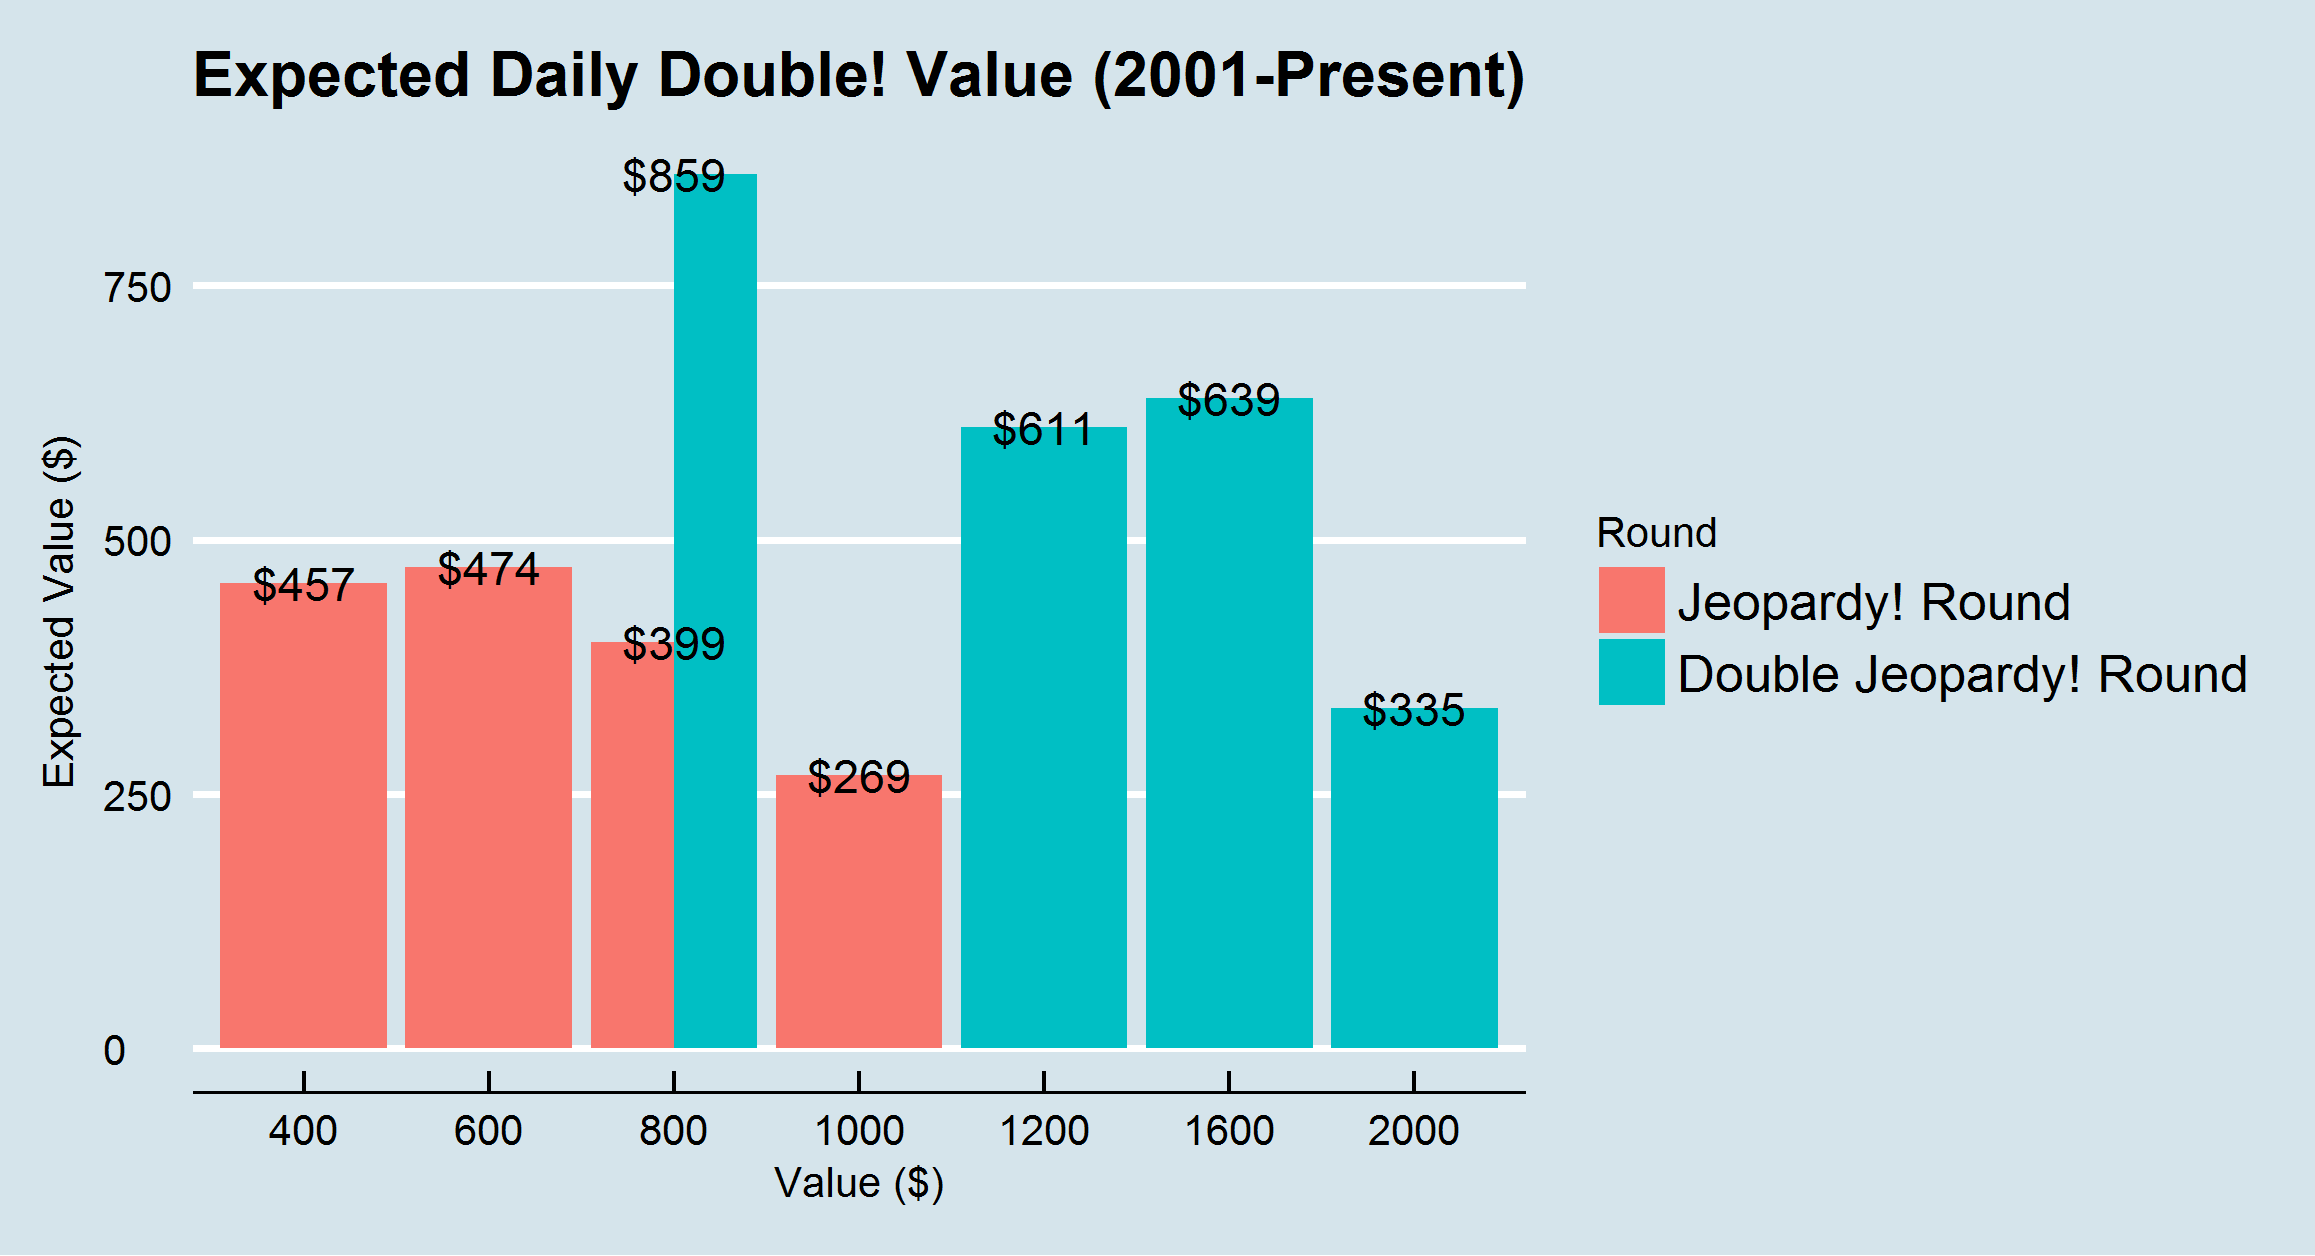 Expected Daily Double! Value (2001-Present)
$859
750
$639
$611
Expected Value ($)
500
Round
$474
$457
Jeopardy! Round
$399
Double Jeopardy! Round
$335
$269
250
0
400 600 800 1000 1200 1600 2000
Value ($)